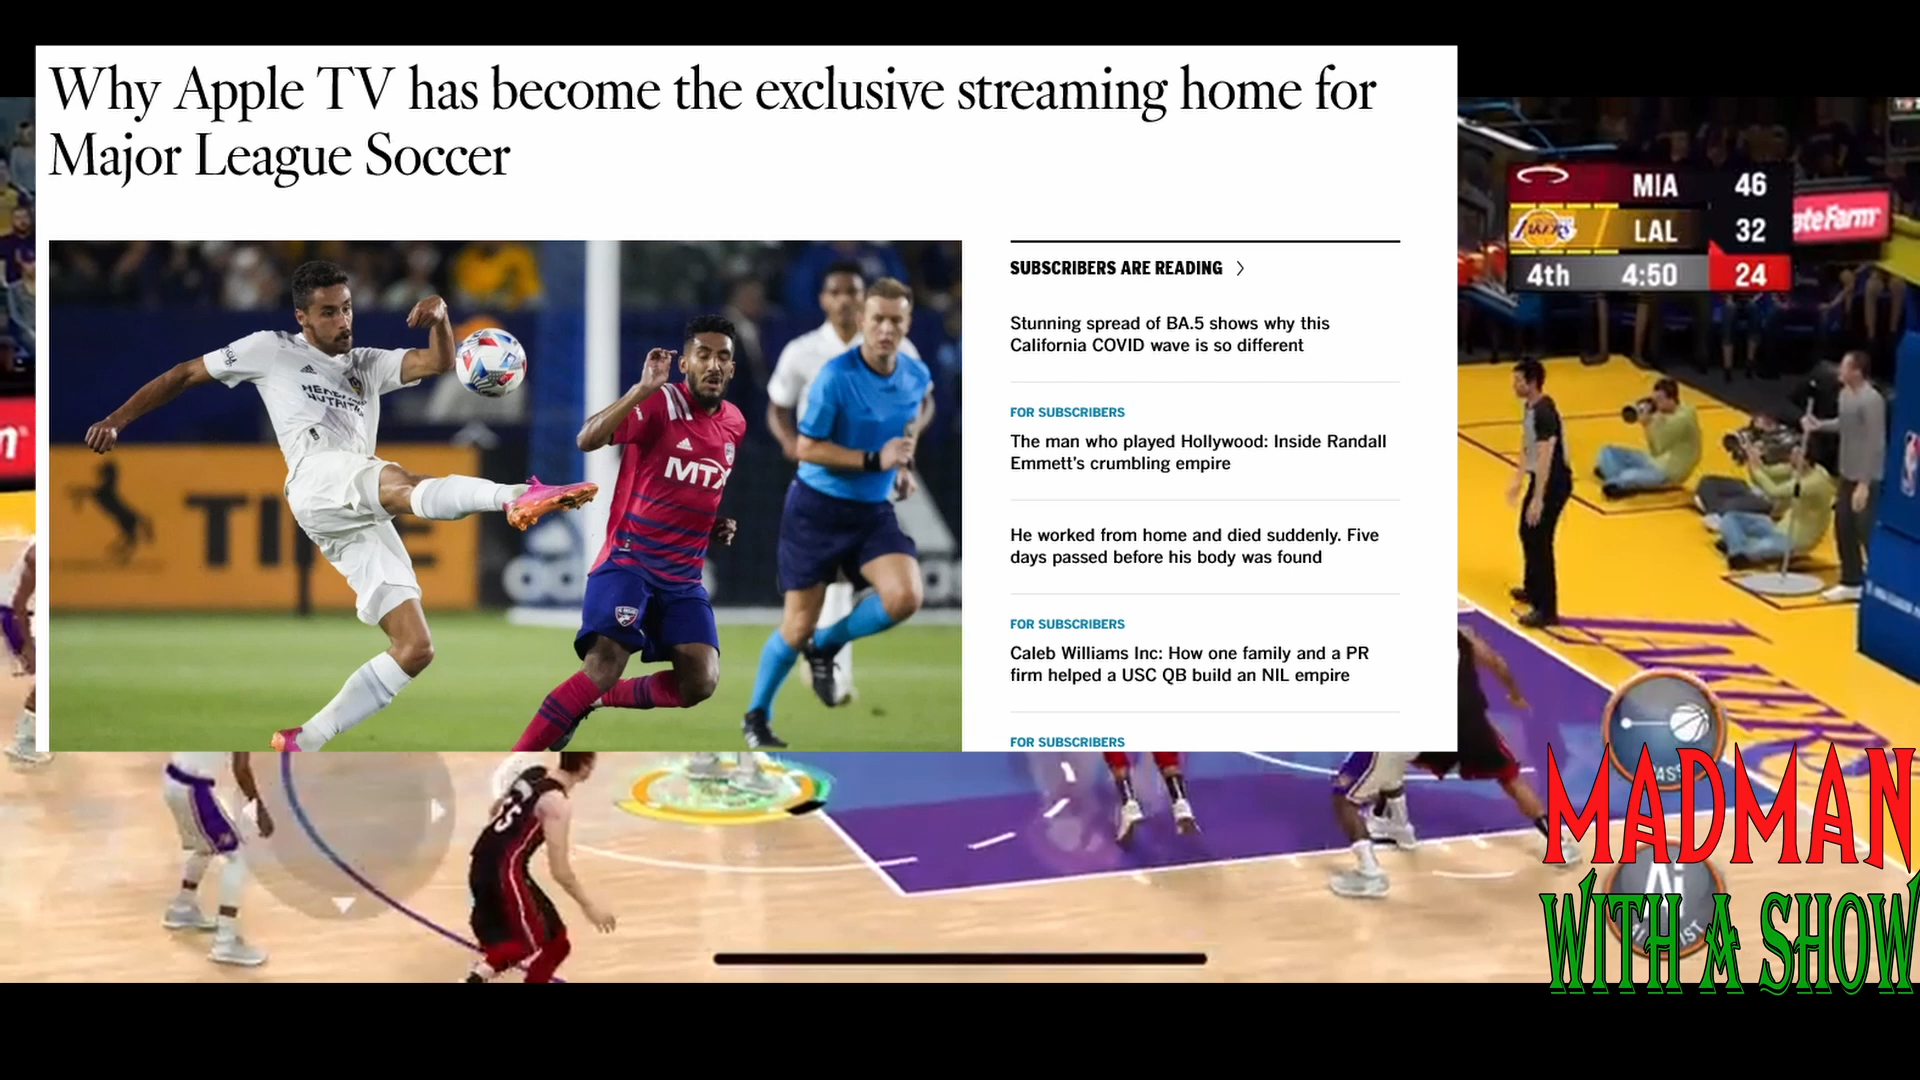 Why Apple TV has become the exclusive streaming home for
Major League Soccer
SUBSCRIBERS ARE READING
Stunning spread of BA.5 shows why this
California COVID wave is so different
FOR SUBSCRIBERS
The man who played Hollywood: Inside Randall
Emmett's crumbling empire
He worked from home and died suddenly. Five
days passed before his body was found
FOR SUBSCRIBERS
Caleb Williams Inc: How one family and a PR
firm helped a USC QB build an NIL empire
FOR SUBSCRIBERS
MIA 46
LAKERS LAL 32
4th 4:50 24
teFarm
MTX
adidas
LAKERS
MADMAN
WITH A SHOW